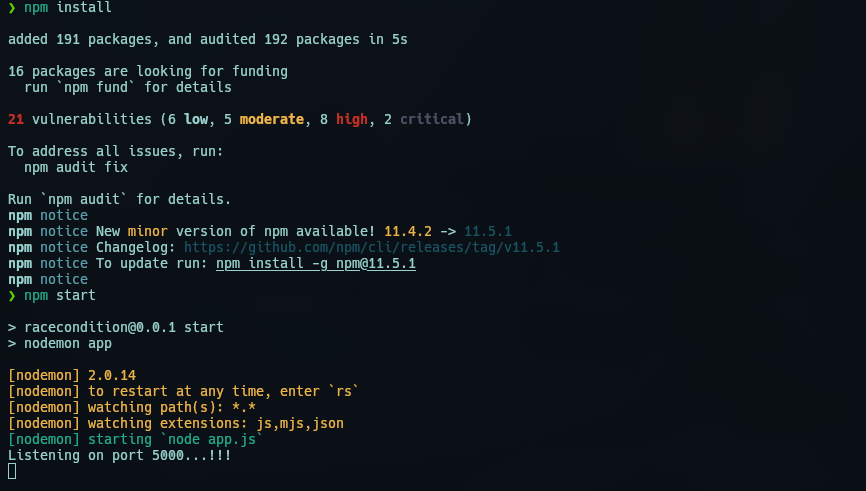 ❯ npm install
added 191 packages, and audited 192 packages in 5s
16 packages are looking for funding
run `npm fund` for details
21 vulnerabilities (6 low, 5 moderate, 8 high, 2 critical)
To address all issues, run:
npm audit fix
Run `npm audit` for details.
npm notice
npm notice New minor version of npm available! 11.4.2 -> 11.5.1
npm notice Changelog: https://github.com/npm/cli/releases/tag/v11.5.1
npm notice To update run: npm install -g npm@11.5.1
npm notice
❯ npm start
> racecondition@0.0.1 start
> nodemon app
[nodemon] 2.0.14
[nodemon] to restart at any time, enter `rs`
[nodemon] watching path(s): *.*
[nodemon] watching extensions: js,mjs,json
[nodemon] starting `node app.js`
Listening on port 5000...!!!